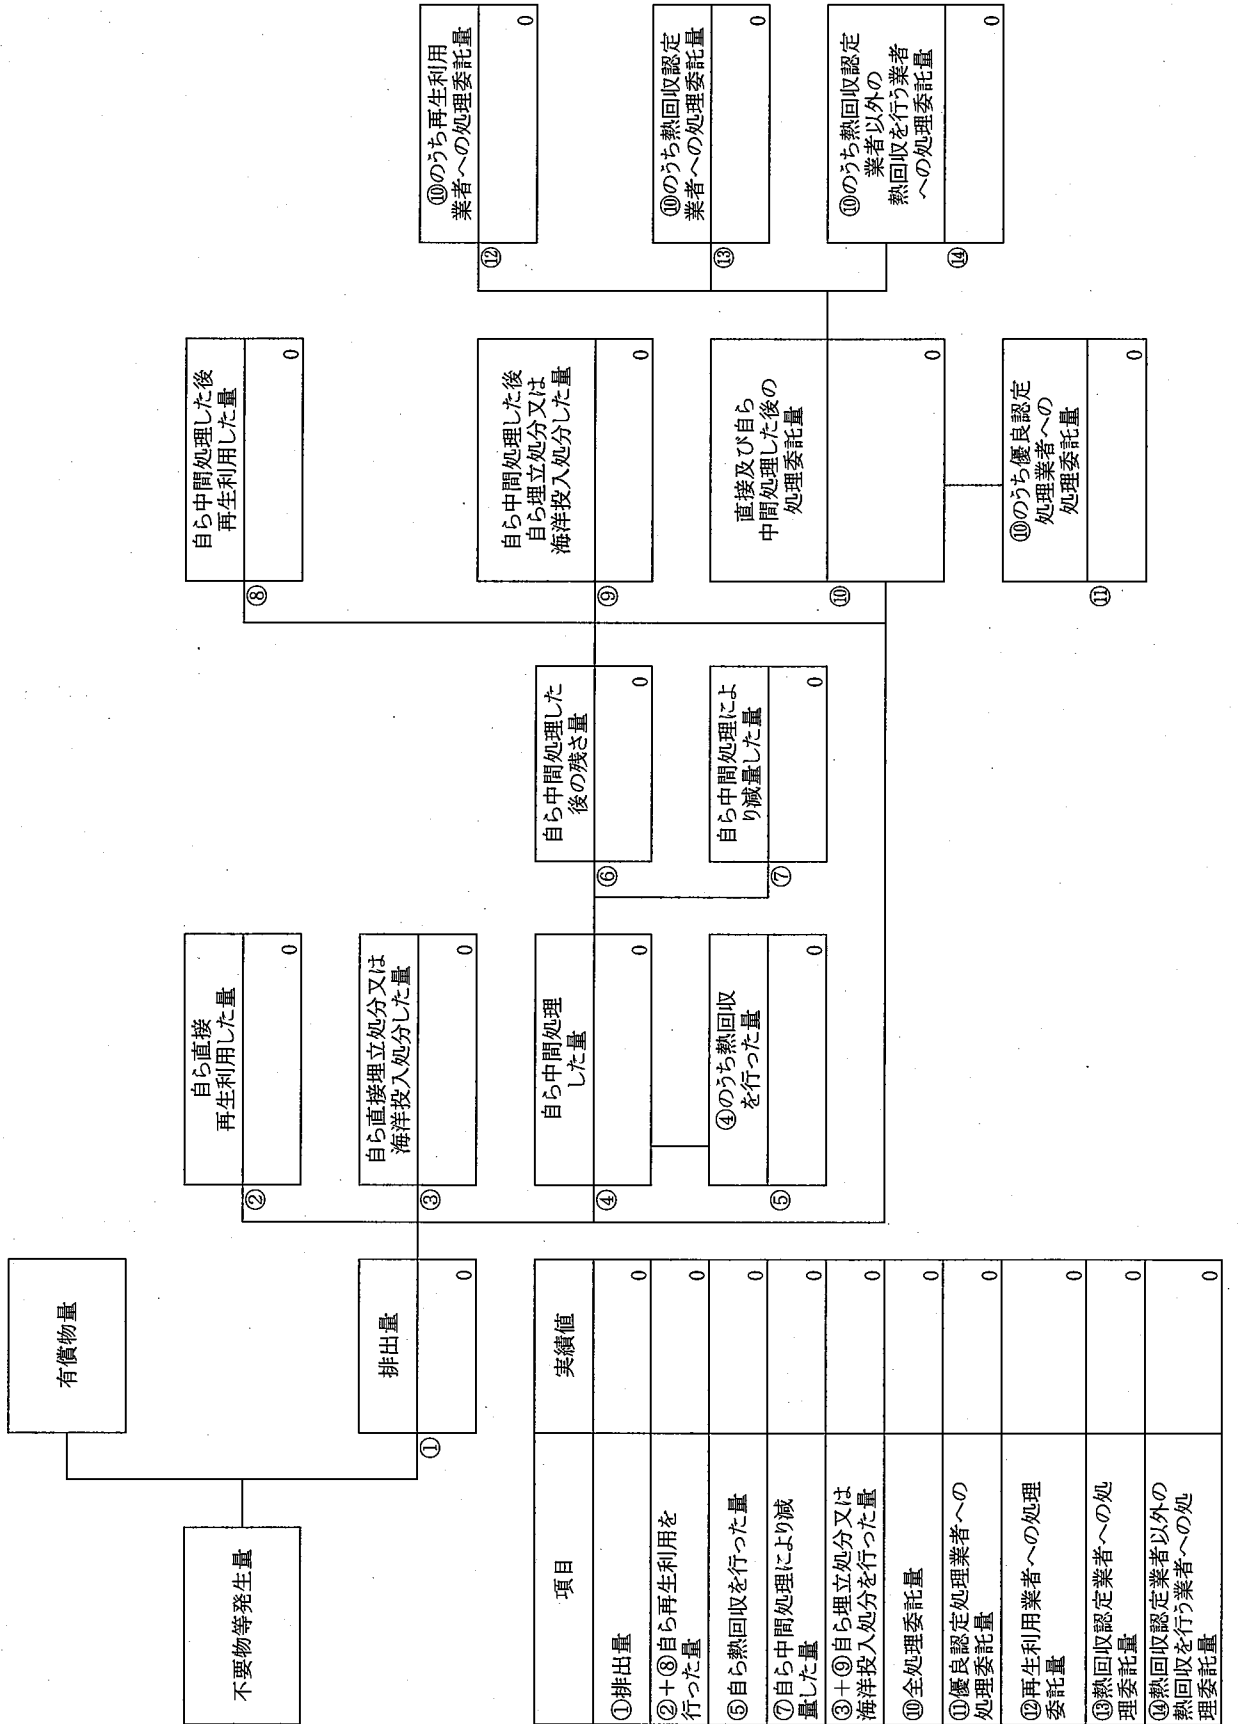 不要物等発生量
有償物量
①
排出量
0
②
自ら直接
再生利用した量
0
③
自ら直接埋立処分又は
海洋投入処分した量
0
④
自ら中間処理
した量
0
⑤
④のうち熱回収
を行った量
0
⑥
自ら中間処理した
後の残さ量
0
⑦
自ら中間処理によ
り減量した量
0
⑧
自ら中間処理した後
再生利用した量
0
⑨
自ら中間処理した後
自ら埋立処分又は
海洋投入処分した量
0
⑩
直接及び自ら
中間処理した後の
処理委託量
0
⑪
⑩のうち優良認定
処理業者への
処理委託量
0
⑫
⑩のうち再生利用
業者への処理委託量
0
⑬
⑩のうち熱回収認定
業者への処理委託量
0
⑭
⑩のうち熱回収認定
業者以外の
熱回収を行う業者
への処理委託量
0
項目 実績値
①排出量 0
②+⑧自ら再生利用を
行った量 0
⑤自ら熱回収を行った量 0
⑦自ら中間処理により減
量した量 0
③+⑨自ら埋立処分又は
海洋投入処分を行った量 0
⑩全処理委託量 0
⑪優良認定処理業者への
処理委託量 0
⑫再生利用業者への処理
委託量 0
⑬熱回収認定業者への処
理委託量 0
⑭熱回収認定業者以外の
熱回収を行う業者への処
理委託量 0